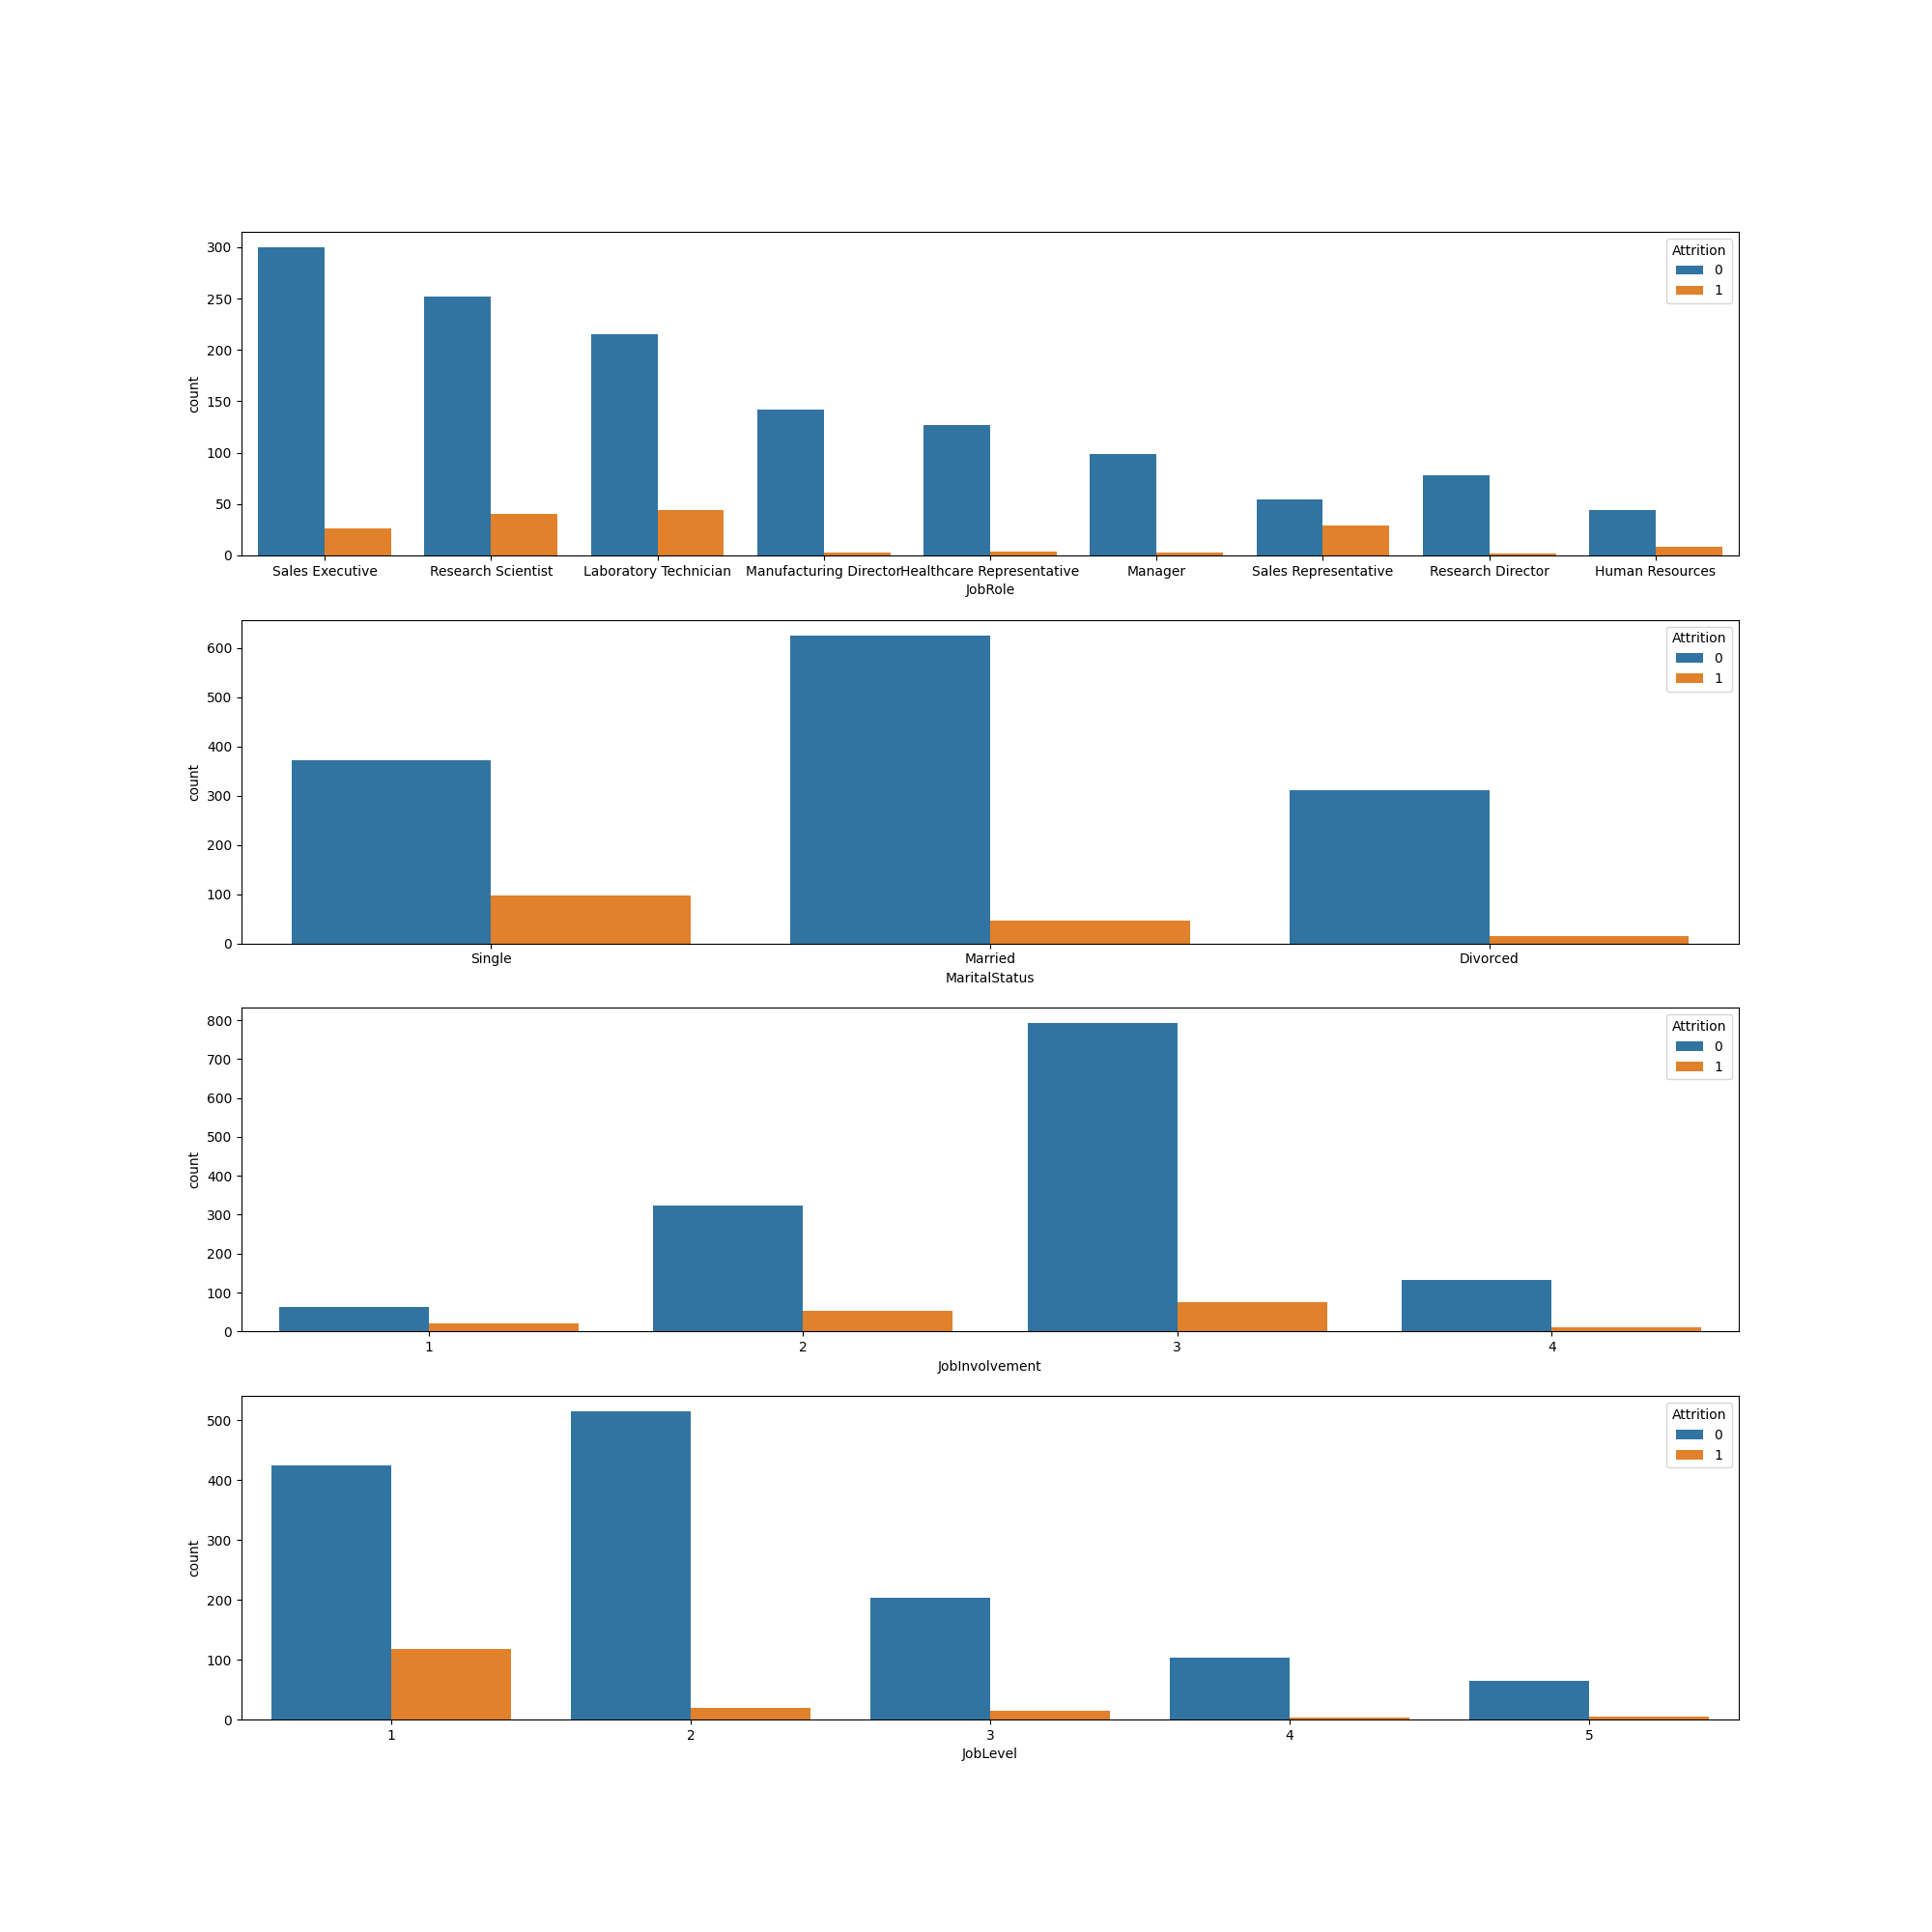 300
250
200
150
100
50
0
count
Attrition
0
1
Sales Executive Research Scientist Laboratory Technician Manufacturing Director Healthcare Representative Manager Sales Representative Research Director Human Resources
JobRole
600
500
400
300
200
100
0
count
Attrition
0
1
Single Married Divorced
MaritalStatus
800
700
600
500
400
300
200
100
0
count
Attrition
0
1
1 2 3 4
JobInvolvement
500
400
300
200
100
0
count
Attrition
0
1
1 2 3 4 5
JobLevel